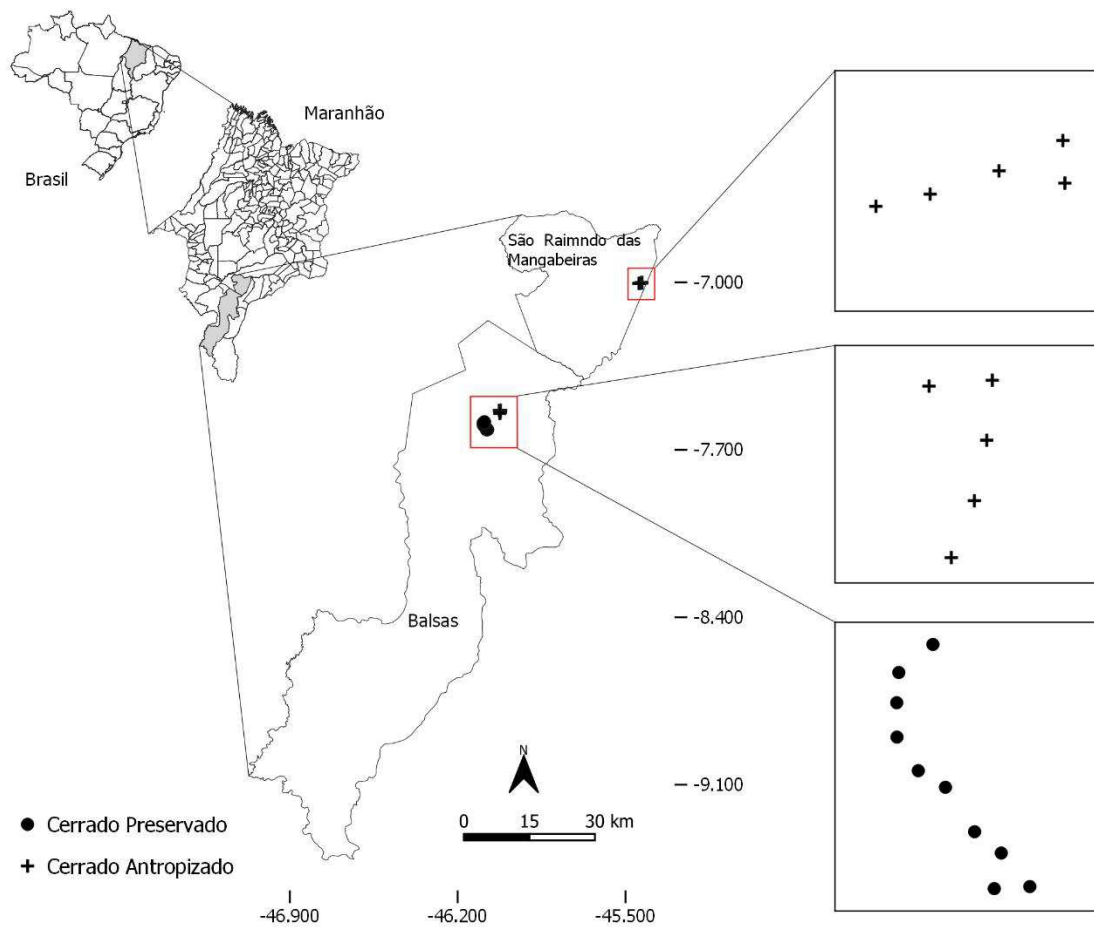 Maranhão
Brasil
São Raimndo das
Mangabeiras
-7.000
-7.700
Balsas
-8.400
N
-9.100
0 15 30 km
Cerrado Preservado
Cerrado Antropizado
-46.900 -46.200 -45.500